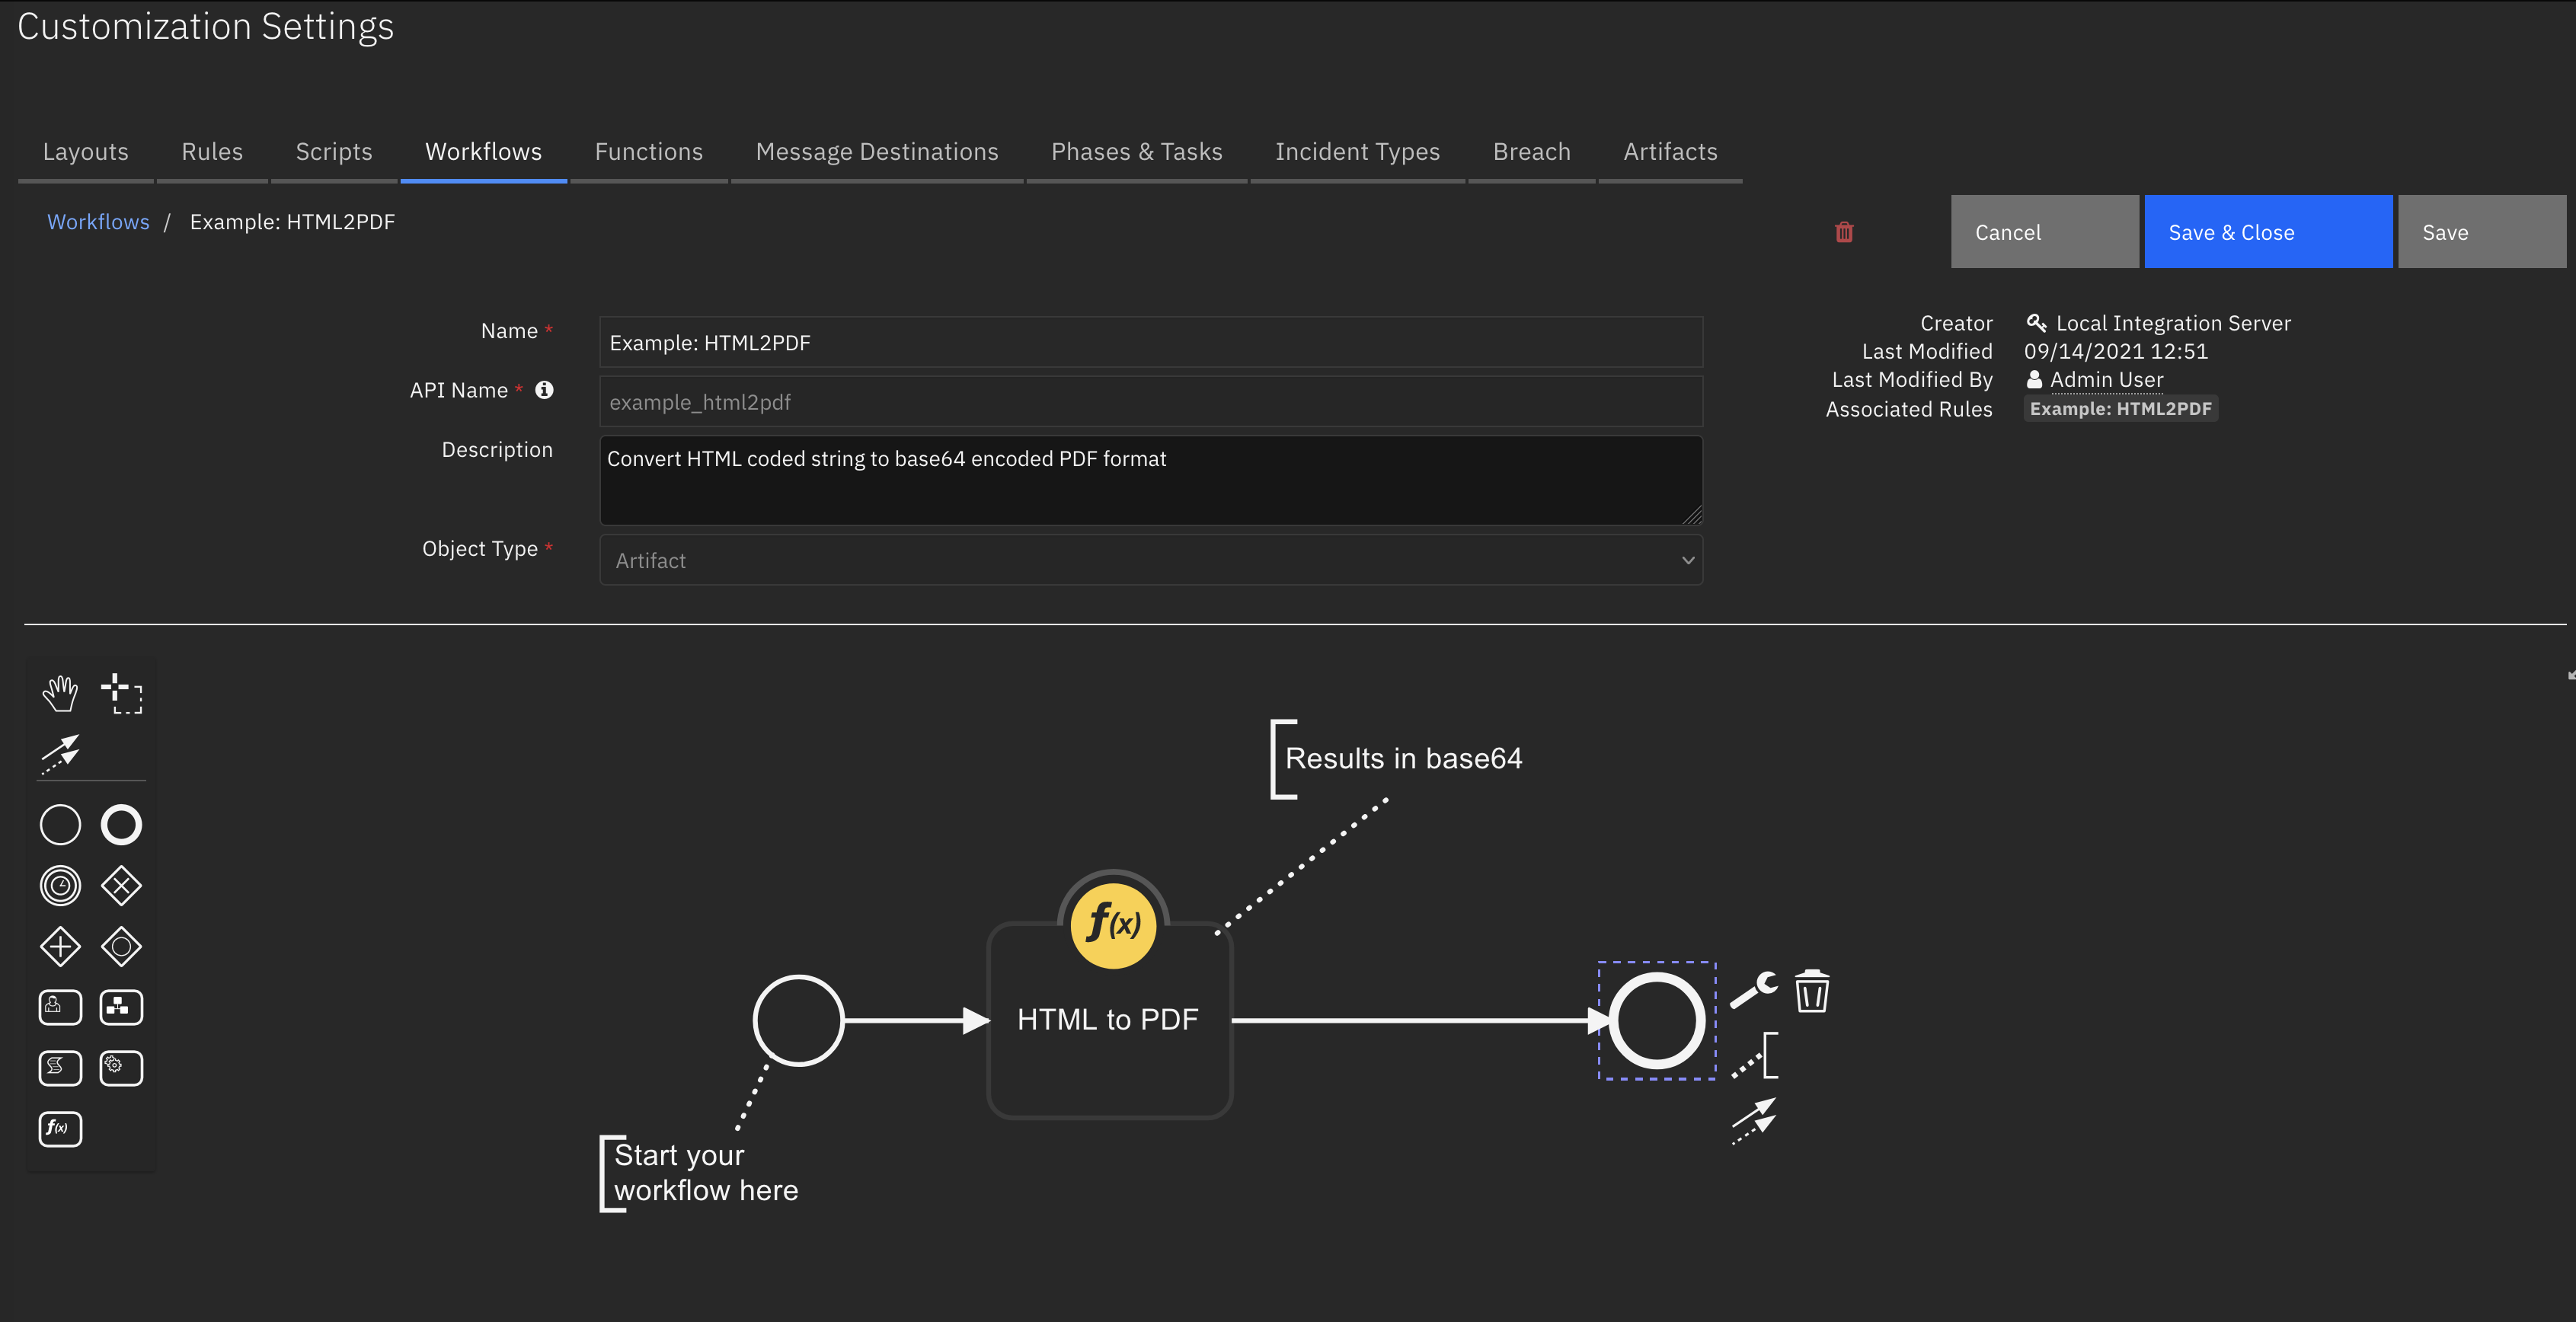 Customization Settings
Layouts Rules Scripts Workflows Functions Message Destinations Phases & Tasks Incident Types Breach Artifacts
Workflows / Example: HTML2PDF
Cancel Save & Close Save
Name * Example: HTML2PDF
API Name * example_html2pdf
Description Convert HTML coded string to base64 encoded PDF format
Object Type * Artifact
Creator Local Integration Server
Last Modified 09/14/2021 12:51
Last Modified By Admin User
Associated Rules Example: HTML2PDF
Results in base64
f(x)
HTML to PDF
Start your
workflow here
f(x)